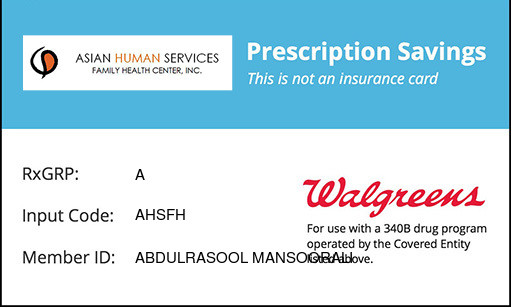 ASIAN HUMAN SERVICES
FAMILY HEALTH CENTER, INC.
Prescription Savings
This is not an insurance card
RxGRP: A
Input Code: AHSFH
Member ID: ABDULRASOOL MANSOORALI
Walgreens
For use with a 340B drug program
operated by the Covered Entity
listed above.